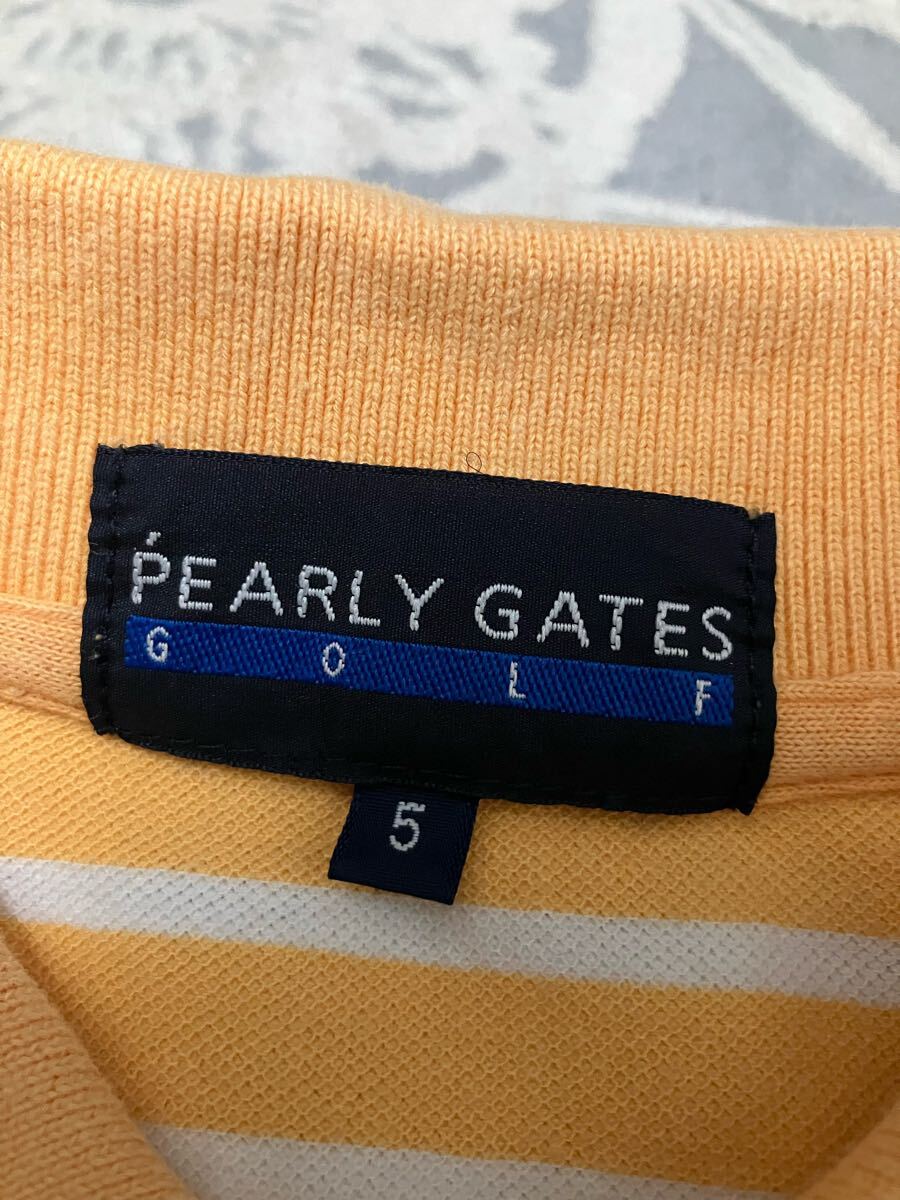 PEARLY GATES
G O L F
5